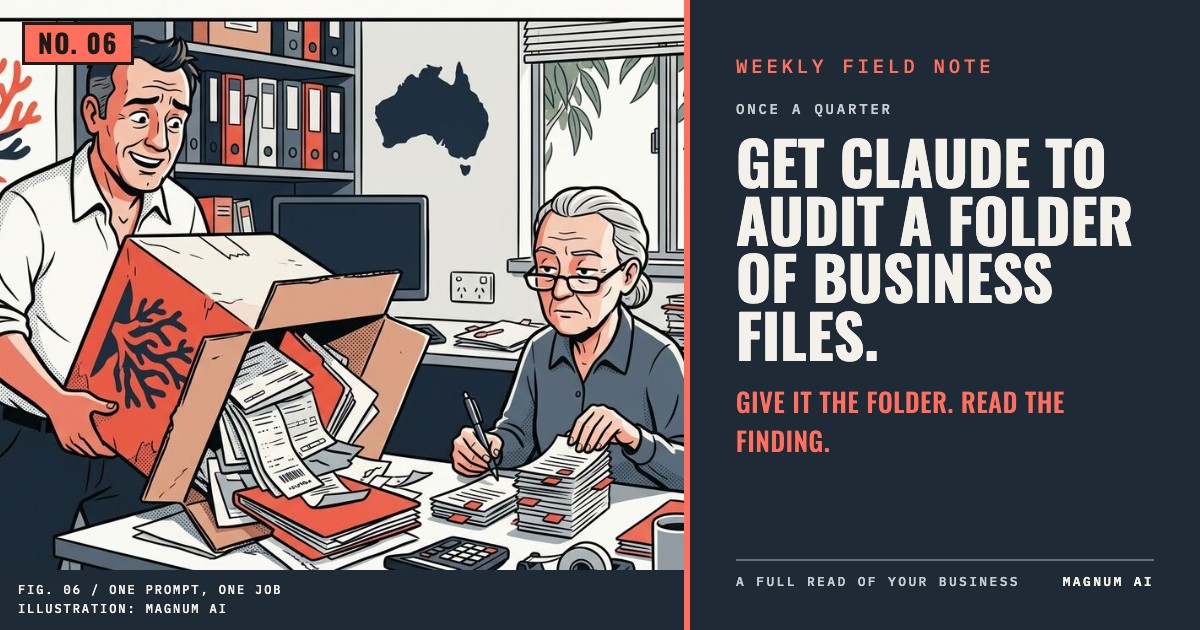 NO. 06
WEEKLY FIELD NOTE
ONCE A QUARTER
GET CLAUDE TO
AUDIT A FOLDER
OF BUSINESS
FILES.
GIVE IT THE FOLDER. READ THE
FINDING.
A FULL READ OF YOUR BUSINESS
MAGNUM AI
FIG. 06 / ONE PROMPT, ONE JOB
ILLUSTRATION: MAGNUM AI